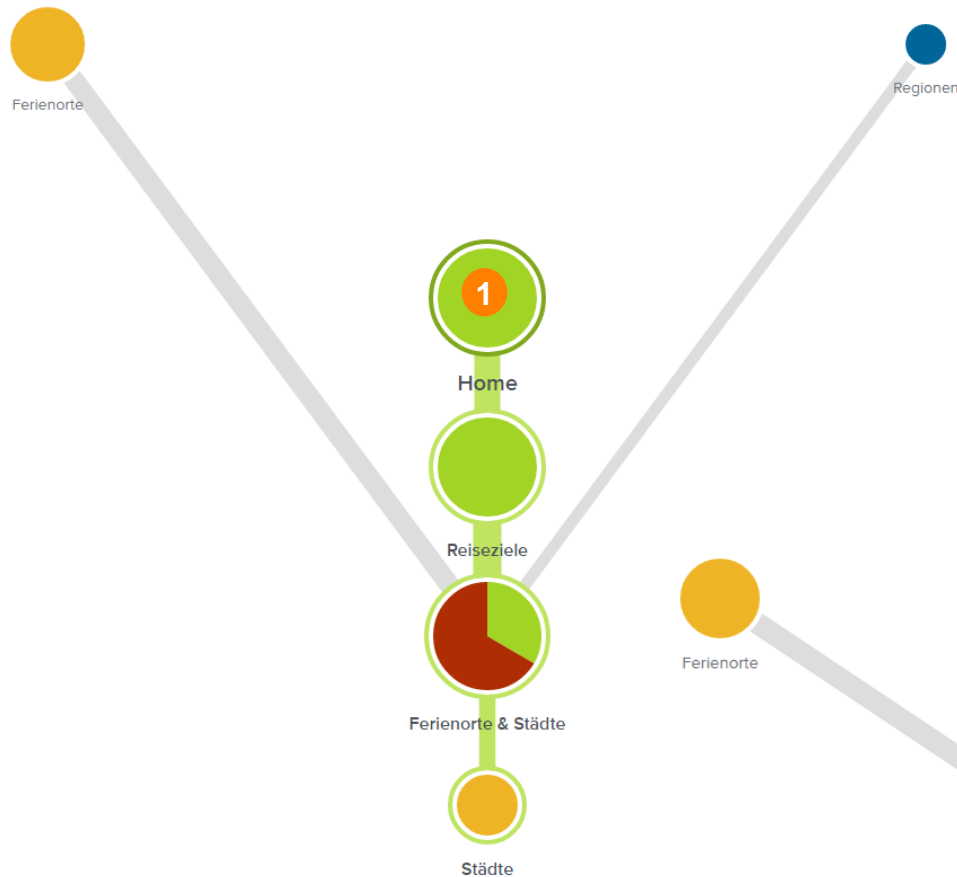 Ferienorte
Regionen
1
Home
Reiseziele
Ferienorte
Ferienorte & Städte
Städte